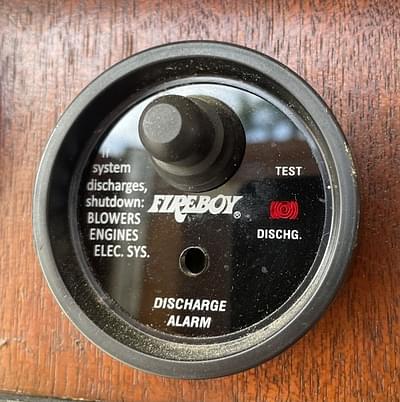 If
system
discharges,
shutdown:
BLOWERS
ENGINES
ELEC. SYS.
FIREBOY®
TEST
DISCHG.
DISCHARGE
ALARM